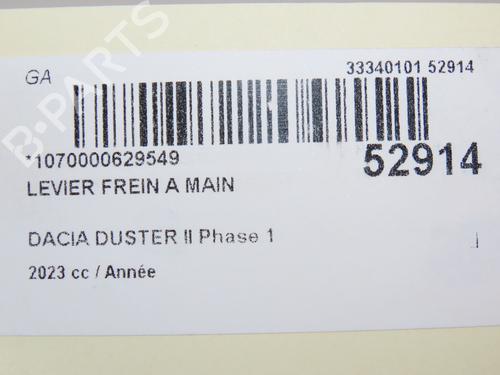 GA
33340101 52914
*1070000629549
52914
LEVIER FREIN A MAIN
DACIA DUSTER II Phase 1
2023 cc / Année
B-PARTS